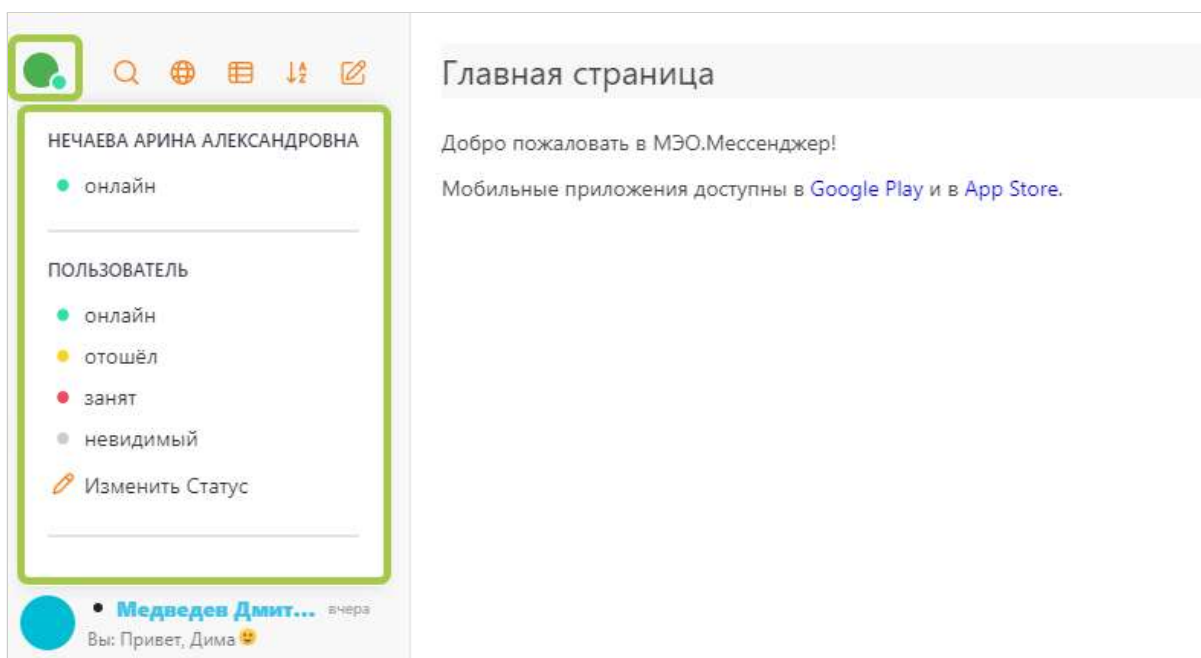 Главная страница
НЕЧАЕВА АРИНА АЛЕКСАНДРОВНА
онлайн
ПОЛЬЗОВАТЕЛЬ
онлайн
отошёл
занят
невидимый
Изменить Статус
Медведев Дмит... вчера
Вы: Привет, Дима🙂
Добро пожаловать в МЭО.Мессенджер!
Мобильные приложения доступны в Google Play и в App Store.